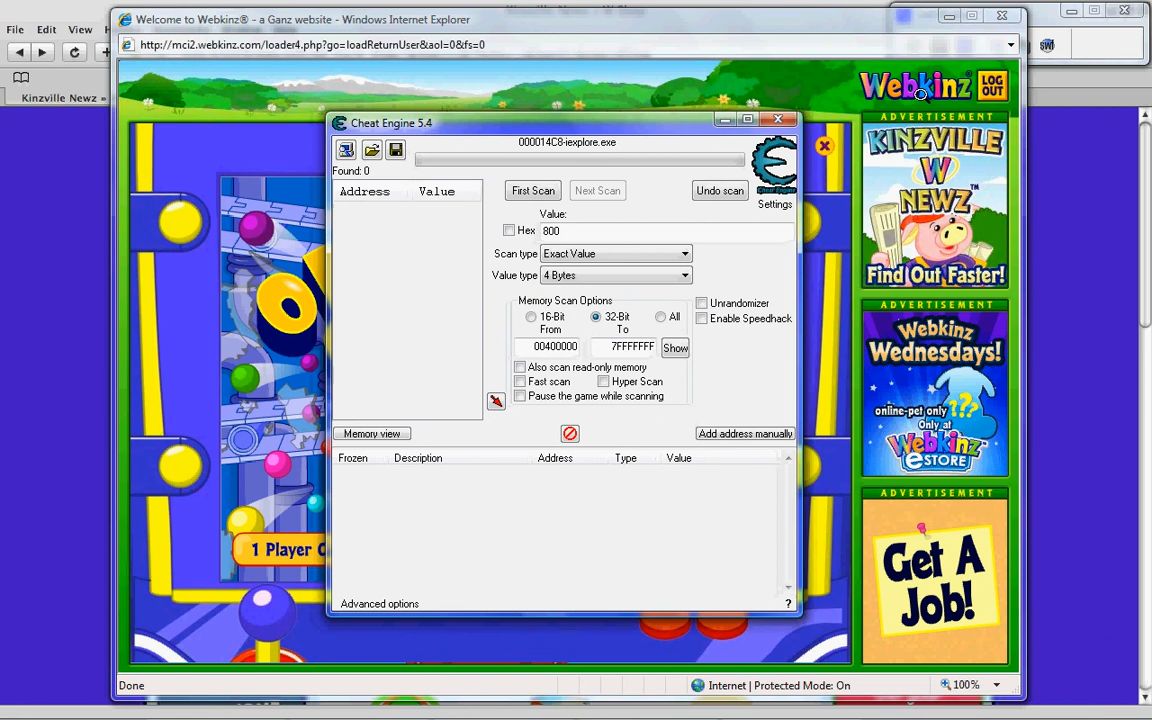 Welcome to Webkinz® - a Ganz website - Windows Internet Explorer
File Edit View
http://mci2.webkinz.com/loader4.php?go=loadReturnUser&aol=0&fs=0
Kinzville Newz »
Webkinz®
LOG
OUT
Cheat Engine 5.4
000014C8-iexplore.exe
Found: 0
Address Value
First Scan
Next Scan
Undo scan
Cheat Engine
Settings
Value:
Hex 800
Scan type Exact Value
Value type 4 Bytes
Memory Scan Options
16-Bit 32-Bit All
From To
00400000 7FFFFFFF Show
Also scan read-only memory
Fast scan Hyper Scan
Pause the game while scanning
Unrandomizer
Enable Speedhack
Memory view
Add address manually
Frozen Description Address Type Value
Advanced options
?
1 Player
ADVERTISEMENT
KINZVILLE
W
NEWZ™
Find Out Faster!
ADVERTISEMENT
Webkinz
Wednesdays!
online-pet only
???
Only at
Webkinz
eSTORE
ADVERTISEMENT
Get A
Job!
Done
Internet | Protected Mode: On
100%